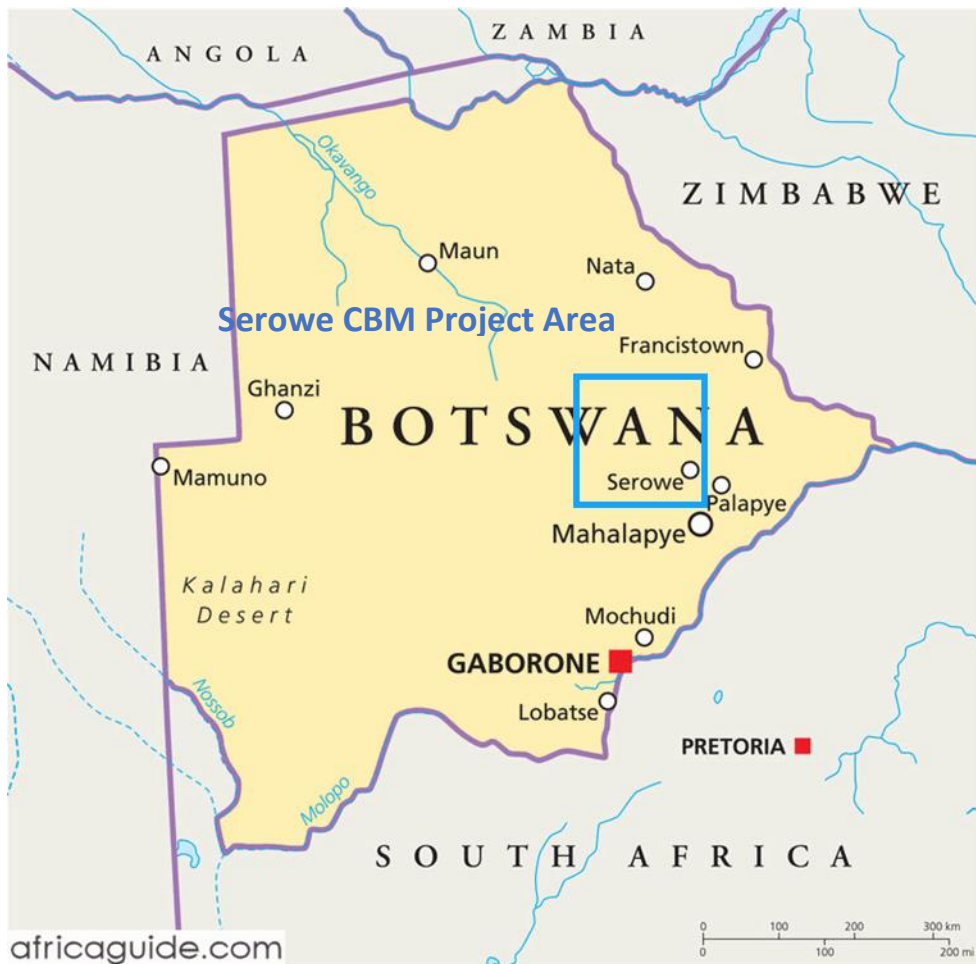 ZAMBIA
ANGOLA
Okavango
ZIMBABWE
Maun
Nata
Serowe CBM Project Area
NAMIBIA
Francistown
Ghanzi
BOTSWANA
Mamuno
Serowe
Palapye
Mahalapye
Kalahari
Desert
Mochudi
GABORONE
Nossob
Lobatse
PRETORIA
Molopo
SOUTH AFRICA
0 100 200 300 km
0 100 200 mi
africaguide.com